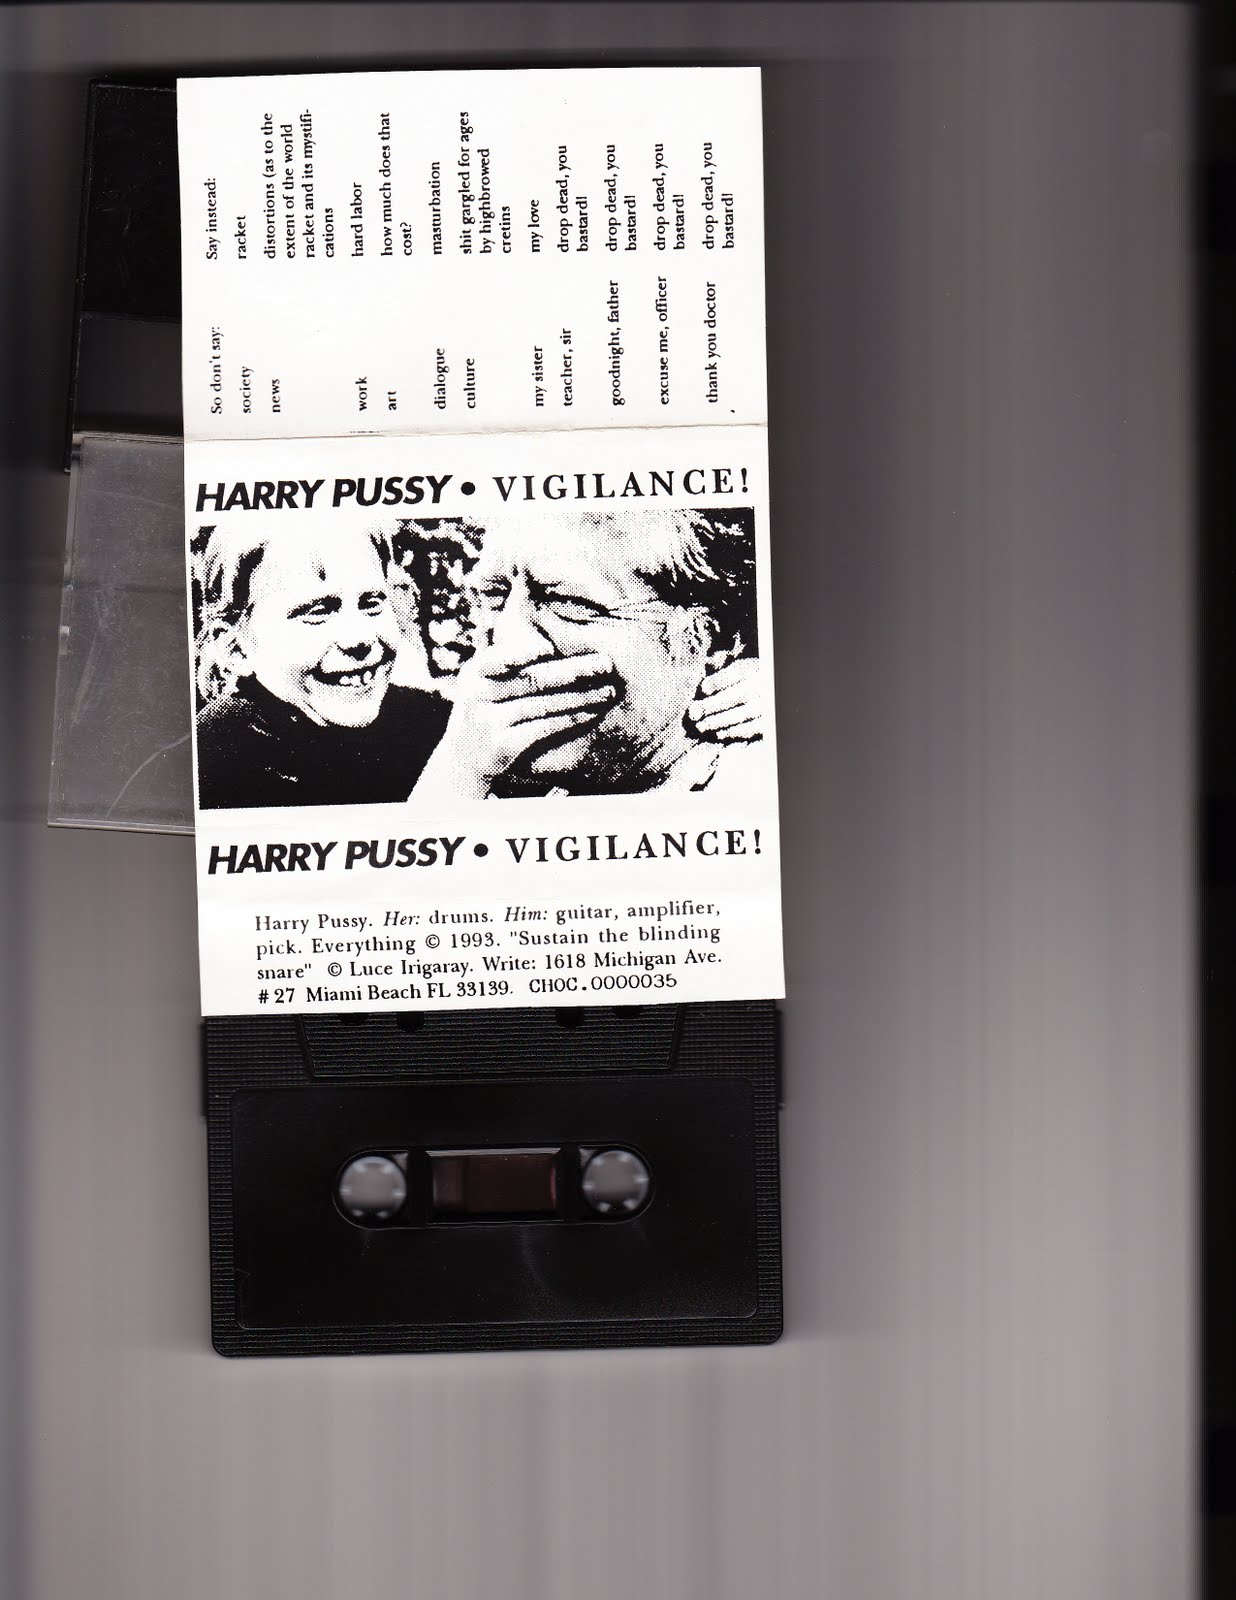 So don't say: Say instead:
society racket
news distortions (as to the
extent of the world
racket and its mystifi-
cations
work hard labor
art how much does that
cost?
dialogue masturbation
culture shit gargled for ages
by highbrowed
cretins
my sister my love
teacher, sir drop dead, you
bastard!
goodnight, father drop dead, you
bastard!
excuse me, officer drop dead, you
bastard!
thank you doctor drop dead, you
bastard!
HARRY PUSSY • VIGILANCE!
HARRY PUSSY • VIGILANCE!
Harry Pussy. Her: drums. Him: guitar, amplifier,
pick. Everything © 1993. "Sustain the blinding
snare" © Luce Irigaray. Write: 1618 Michigan Ave.
# 27 Miami Beach FL 33139. CHOC.0000035